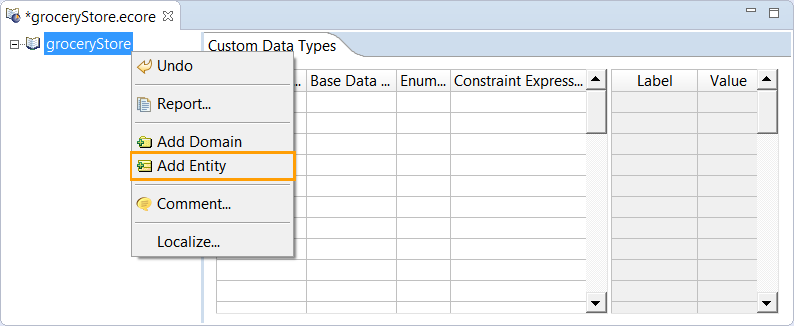 *groceryStore.ecore
groceryStore
Custom Data Types
... Base Data ... Enum... Constraint Express... Label Value
Undo
Report...
Add Domain
Add Entity
Comment...
Localize...